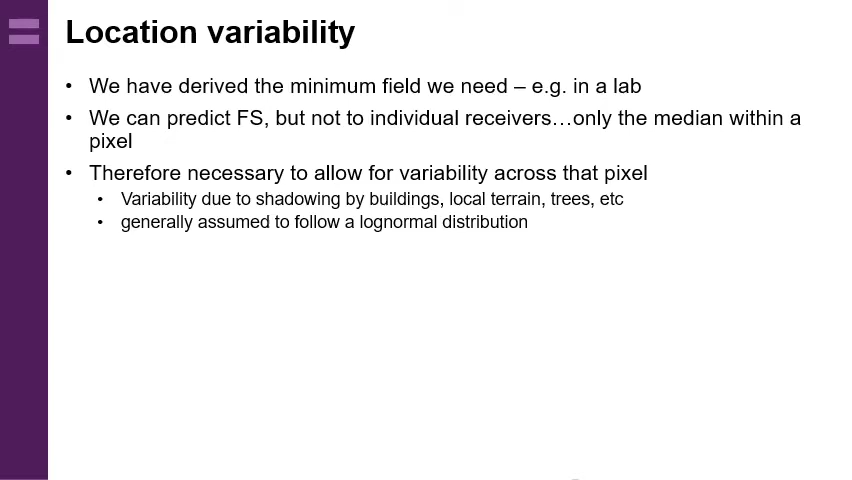 Location variability
• We have derived the minimum field we need – e.g. in a lab
• We can predict FS, but not to individual receivers…only the median within a
pixel
• Therefore necessary to allow for variability across that pixel
• Variability due to shadowing by buildings, local terrain, trees, etc
• generally assumed to follow a lognormal distribution